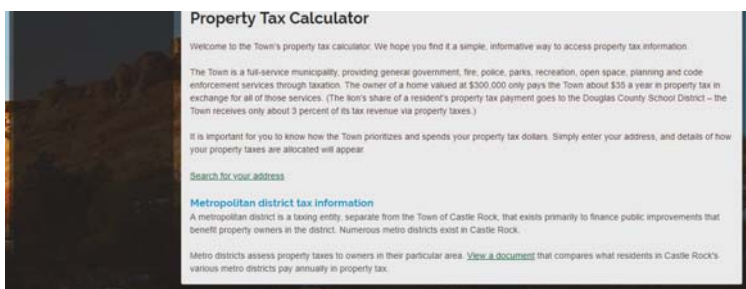 Property Tax Calculator
Welcome to the Town's property tax calculator. We hope you find it a simple, informative way to access property tax information.
The Town is a full-service municipality, providing general government, fire, police, parks, recreation, open space, planning and code
enforcement services through taxation. The owner of a home valued at $300,000 only pays the Town about $35 a year in property tax in
exchange for all of those services. (The lion's share of a resident's property tax payment goes to the Douglas County School District – the
Town receives only about 3 percent of its tax revenue via property taxes.)
It is important for you to know how the Town prioritizes and spends your property tax dollars. Simply enter your address, and details of how
your property taxes are allocated will appear.
Search for your address
Metropolitan district tax information
A metropolitan district is a taxing entity, separate from the Town of Castle Rock, that exists primarily to finance public improvements that
benefit property owners in the district. Numerous metro districts exist in Castle Rock.
Metro districts assess property taxes to owners in their particular area. View a document that compares what residents in Castle Rock's
various metro districts pay annually in property tax.